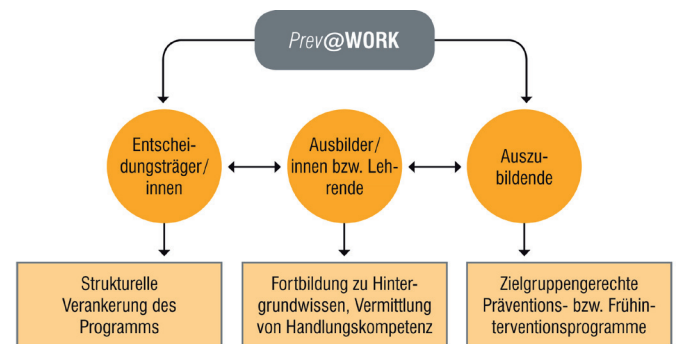 Prev@WORK
Entschei-
dungsträger/
innen
Ausbilder/
innen bzw. Leh-
rende
Auszu-
bildende
Strukturelle
Verankerung des
Programms
Fortbildung zu Hinter-
grundwissen, Vermittlung
von Handlungskompetenz
Zielgruppengerechte
Präventions- bzw. Frühin-
terventionsprogramme